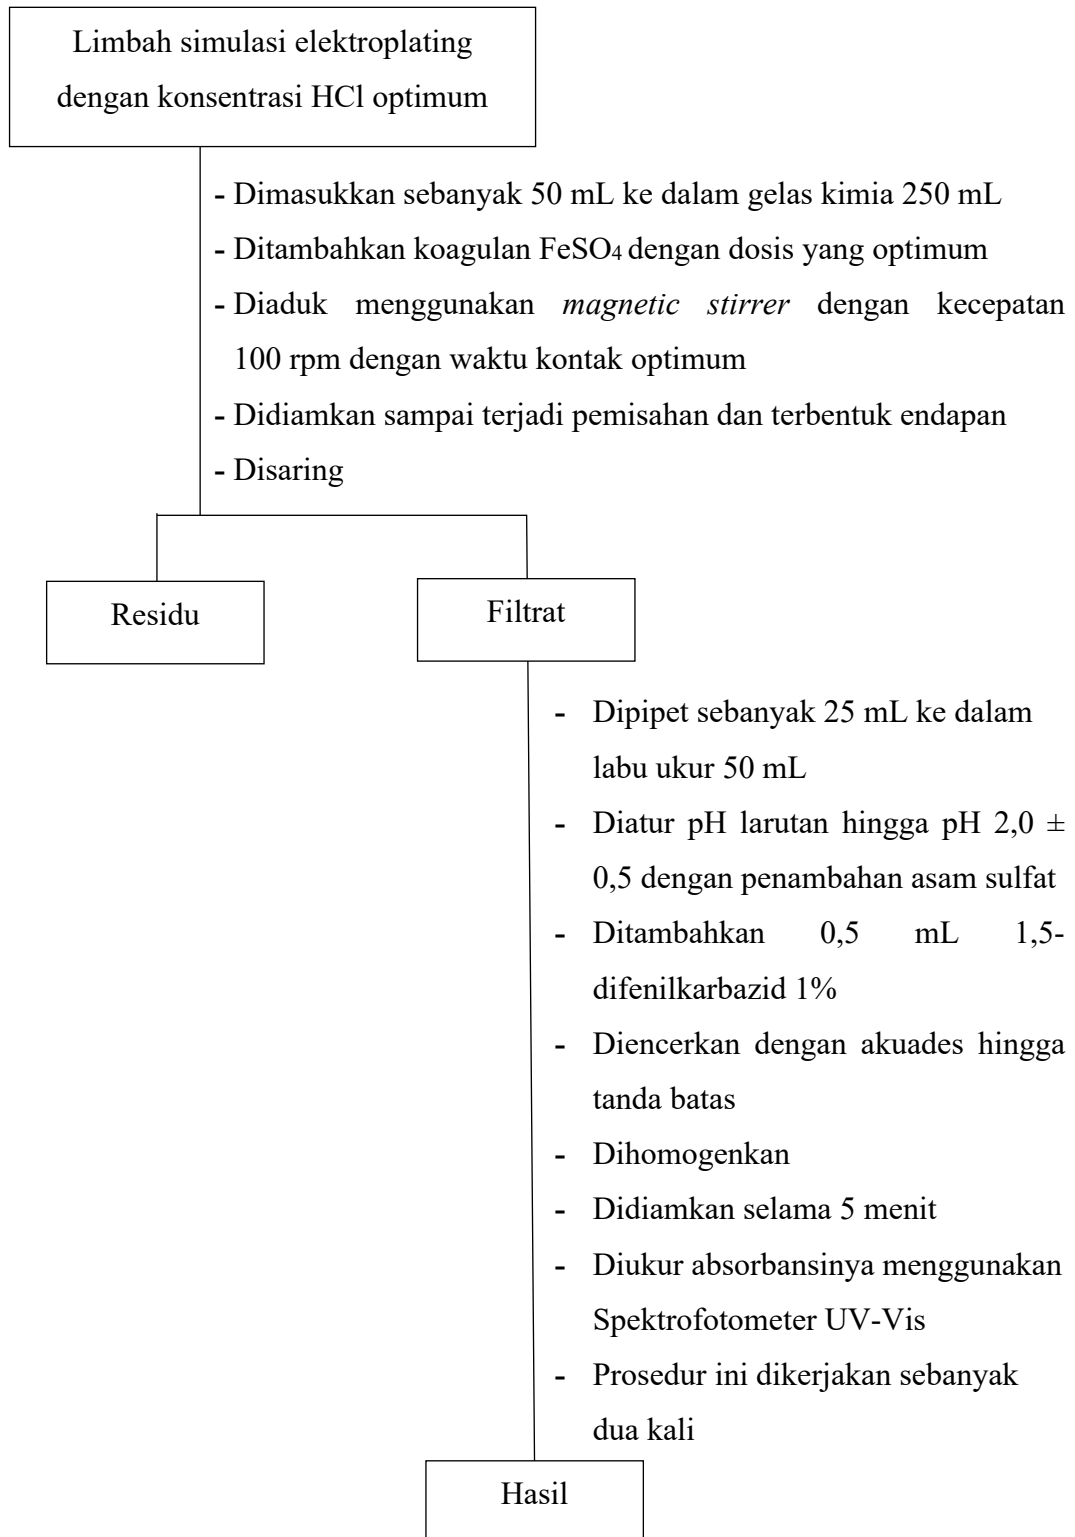 Limbah simulasi elektroplating
dengan konsentrasi HCl optimum
- Dimasukkan sebanyak 50 mL ke dalam gelas kimia 250 mL
- Ditambahkan koagulan FeSO₄ dengan dosis yang optimum
- Diaduk menggunakan magnetic stirrer dengan kecepatan
100 rpm dengan waktu kontak optimum
- Didiamkan sampai terjadi pemisahan dan terbentuk endapan
- Disaring
Residu
Filtrat
- Dipipet sebanyak 25 mL ke dalam
labu ukur 50 mL
- Diatur pH larutan hingga pH 2,0 ±
0,5 dengan penambahan asam sulfat
- Ditambahkan 0,5 mL 1,5-
difenilkarbazid 1%
- Diencerkan dengan akuades hingga
tanda batas
- Dihomogenkan
- Didiamkan selama 5 menit
- Diukur absorbansinya menggunakan
Spektrofotometer UV-Vis
- Prosedur ini dikerjakan sebanyak
dua kali
Hasil